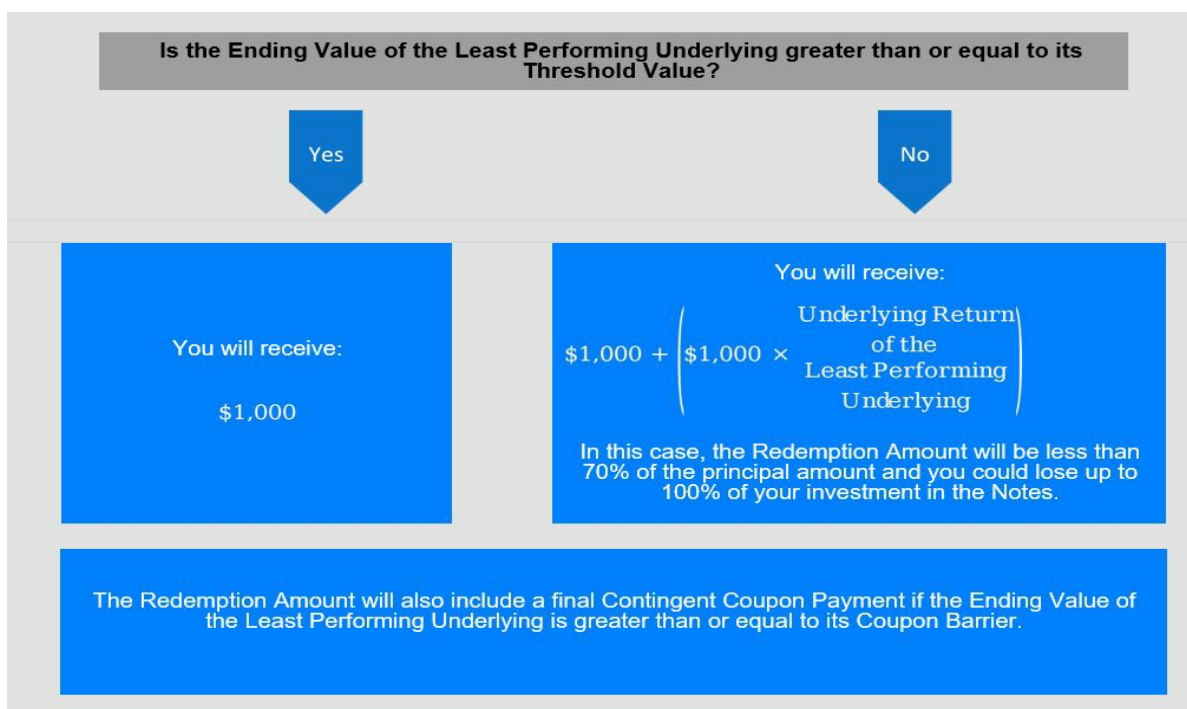 Is the Ending Value of the Least Performing Underlying greater than or equal to its
Threshold Value?
Yes
No
You will receive:
$1,000
You will receive:
$1,000 + ($1,000 × Underlying Return
of the
Least Performing
Underlying)
In this case, the Redemption Amount will be less than
70% of the principal amount and you could lose up to
100% of your investment in the Notes.
The Redemption Amount will also include a final Contingent Coupon Payment if the Ending Value of
the Least Performing Underlying is greater than or equal to its Coupon Barrier.